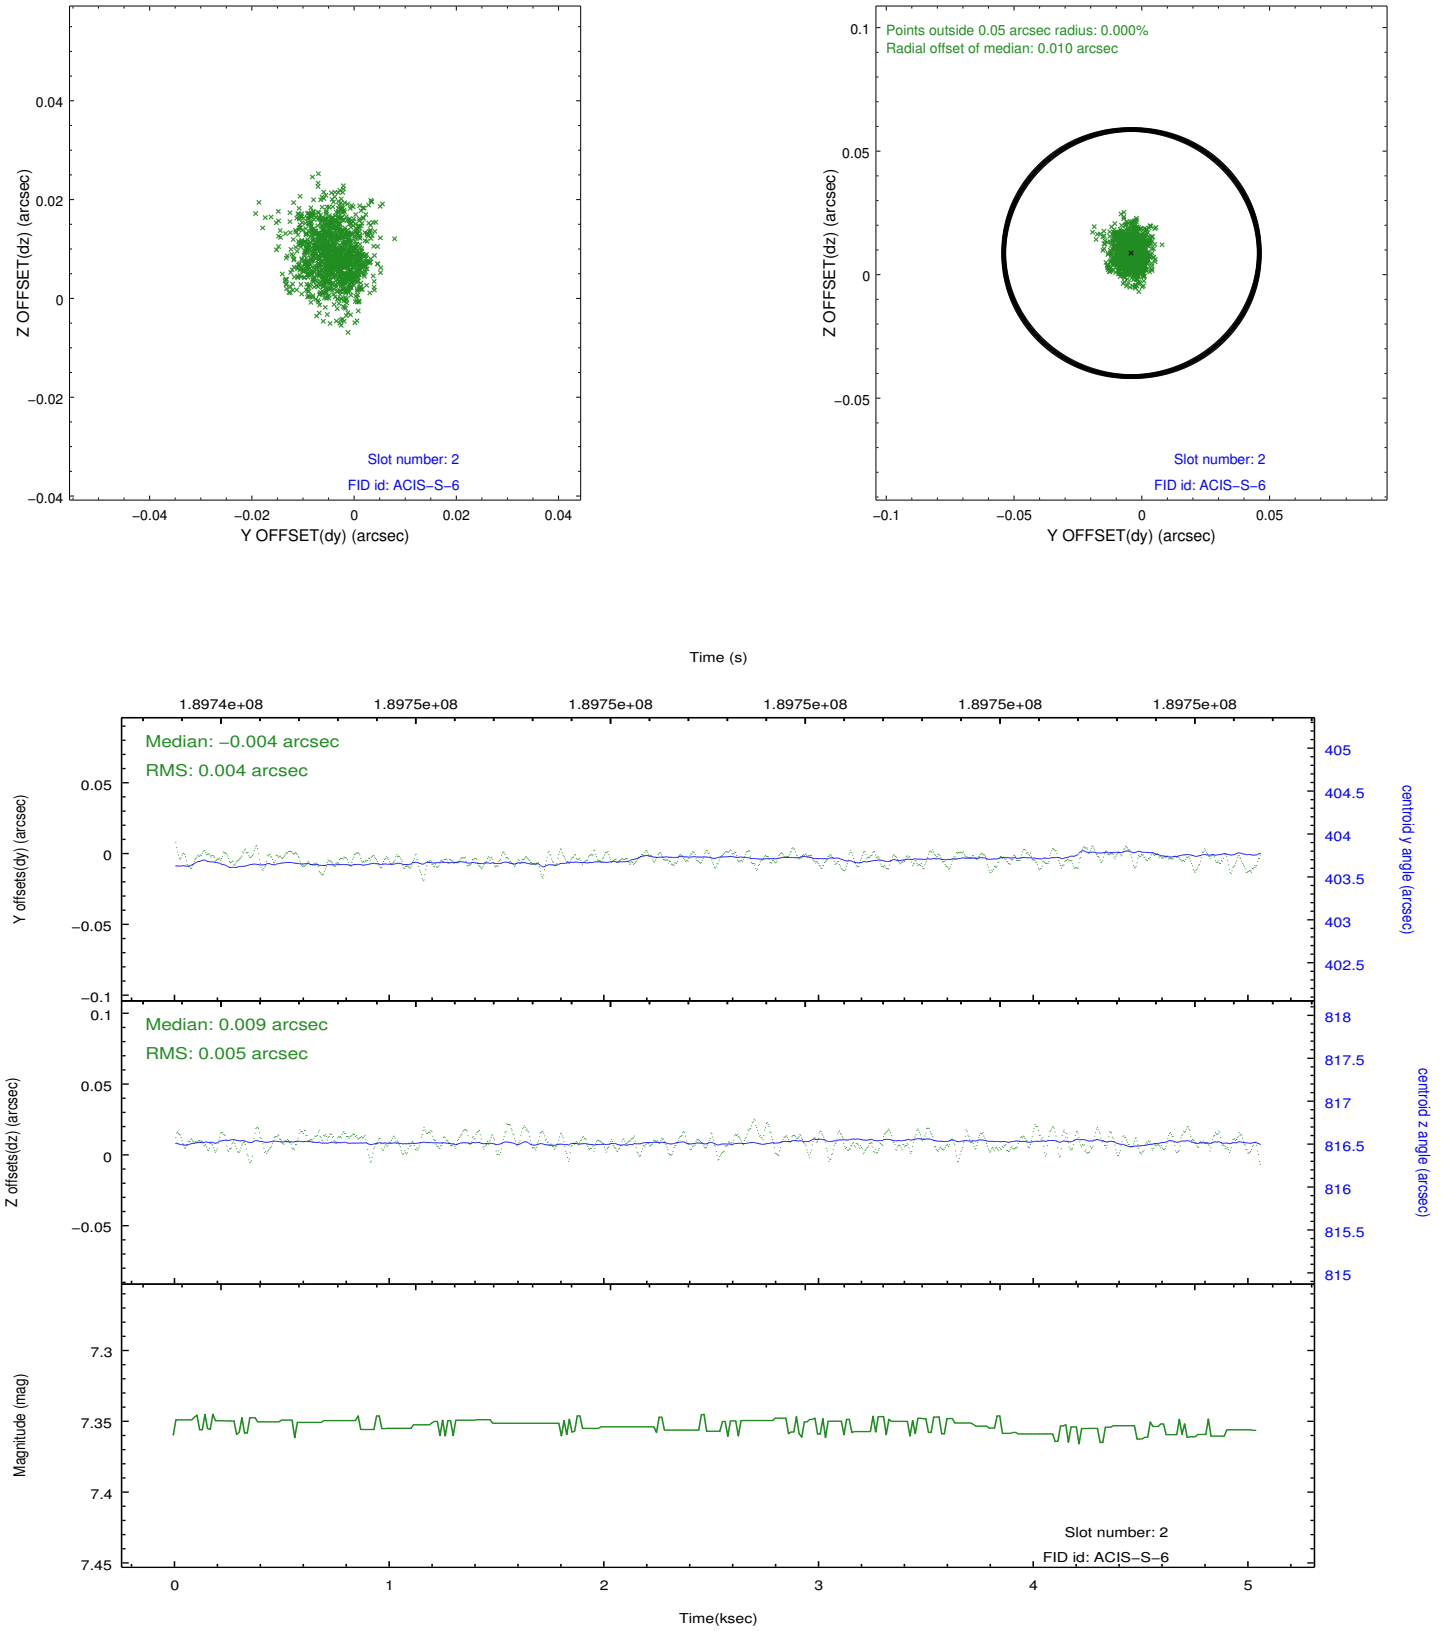 0.04
0.02
0
−0.02
−0.04
Z OFFSET(dz) (arcsec)
Slot number: 2
FID id: ACIS−S−6
−0.04
−0.02
0
0.02
0.04
Y OFFSET(dy) (arcsec)
Points outside 0.05 arcsec radius: 0.000%
Radial offset of median: 0.010 arcsec
0.1
0.05
0
−0.05
Z OFFSET(dz) (arcsec)
Slot number: 2
FID id: ACIS−S−6
−0.1
−0.05
0
0.05
Y OFFSET(dy) (arcsec)
Time (s)
1.8974e+08
1.8975e+08
1.8975e+08
1.8975e+08
1.8975e+08
1.8975e+08
Median: −0.004 arcsec
RMS: 0.004 arcsec
0.05
0
−0.05
−0.1
Y offsets(dy) (arcsec)
405
404.5
404
403.5
403
402.5
centroid y angle (arcsec)
Median: 0.009 arcsec
RMS: 0.005 arcsec
0.1
0.05
0
−0.05
Z offsets(dz) (arcsec)
818
817.5
817
816.5
816
815.5
815
centroid z angle (arcsec)
7.3
7.35
7.4
7.45
Magnitude (mag)
Slot number: 2
FID id: ACIS−S−6
0
1
2
3
4
5
Time(ksec)